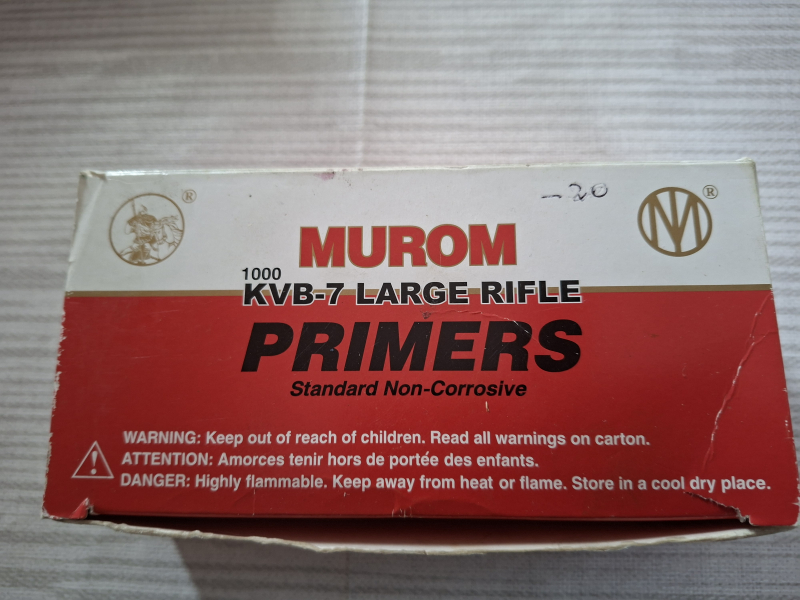 ® -20 ®
MUROM
1000
KVB-7 LARGE RIFLE
PRIMERS
Standard Non-Corrosive
WARNING: Keep out of reach of children. Read all warnings on carton.
ATTENTION: Amorces tenir hors de portée des enfants.
DANGER: Highly flammable. Keep away from heat or flame. Store in a cool dry place.